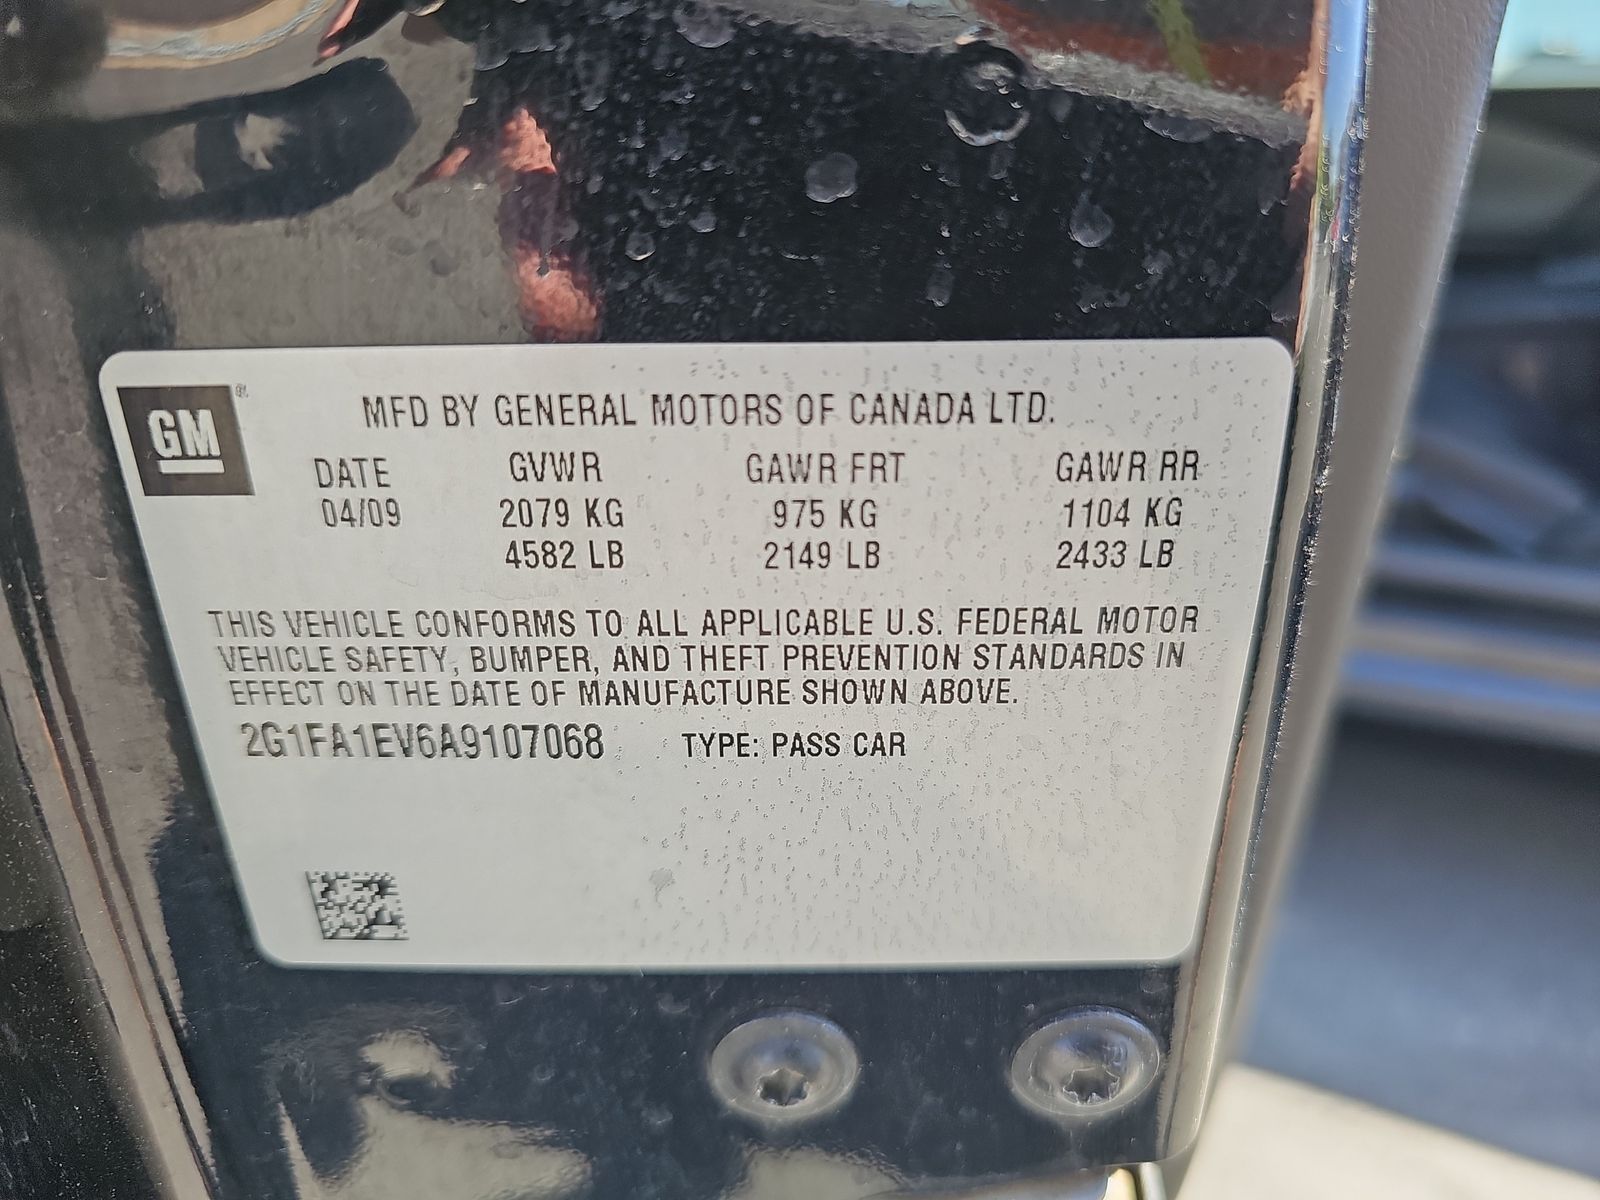 GM
MFD BY GENERAL MOTORS OF CANADA LTD.
DATE GVWR GAWR FRT GAWR RR
04/09 2079 KG 975 KG 1104 KG
4582 LB 2149 LB 2433 LB
THIS VEHICLE CONFORMS TO ALL APPLICABLE U.S. FEDERAL MOTOR
VEHICLE SAFETY, BUMPER, AND THEFT PREVENTION STANDARDS IN
EFFECT ON THE DATE OF MANUFACTURE SHOWN ABOVE.
2G1FA1EV6A9107068 TYPE: PASS CAR